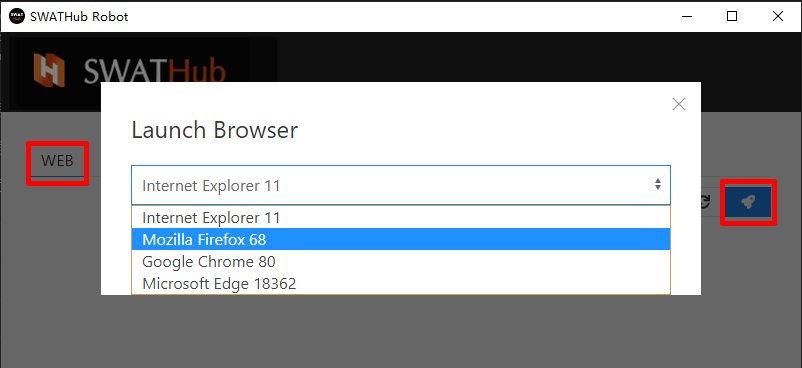 SWATHub Robot
SWATHub
Launch Browser
WEB
Internet Explorer 11
Internet Explorer 11
Mozilla Firefox 68
Google Chrome 80
Microsoft Edge 18362